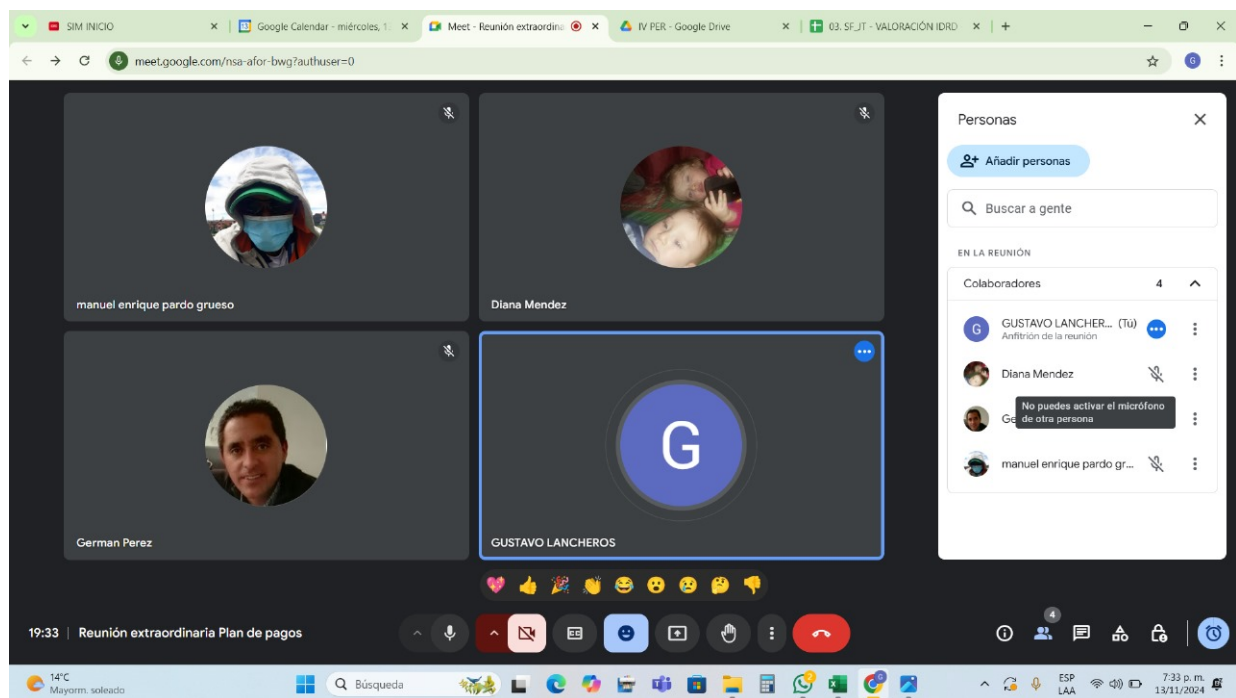 SIM INICIO
Google Calendar - miércoles, 1
Meet - Reunión extraordina
IV PER - Google Drive
03. SF_JT - VALORACIÓN IDRD
meet.google.com/nsa-afor-bwg?authuser=0
G
manuel enrique pardo grueso
Diana Mendez
German Perez
G
GUSTAVO LANCHEROS
Personas
Añadir personas
Buscar a gente
EN LA REUNIÓN
Colaboradores 4
G
GUSTAVO LANCHER... (Tú)
Anfitrión de la reunión
Diana Mendez
Ge
No puedes activar el micrófono
de otra persona
manuel enrique pardo gr...
19:33 | Reunión extraordinaria Plan de pagos
4
14°C
Mayorm. soleado
Búsqueda
ESP
LAA
7:33 p. m.
13/11/2024